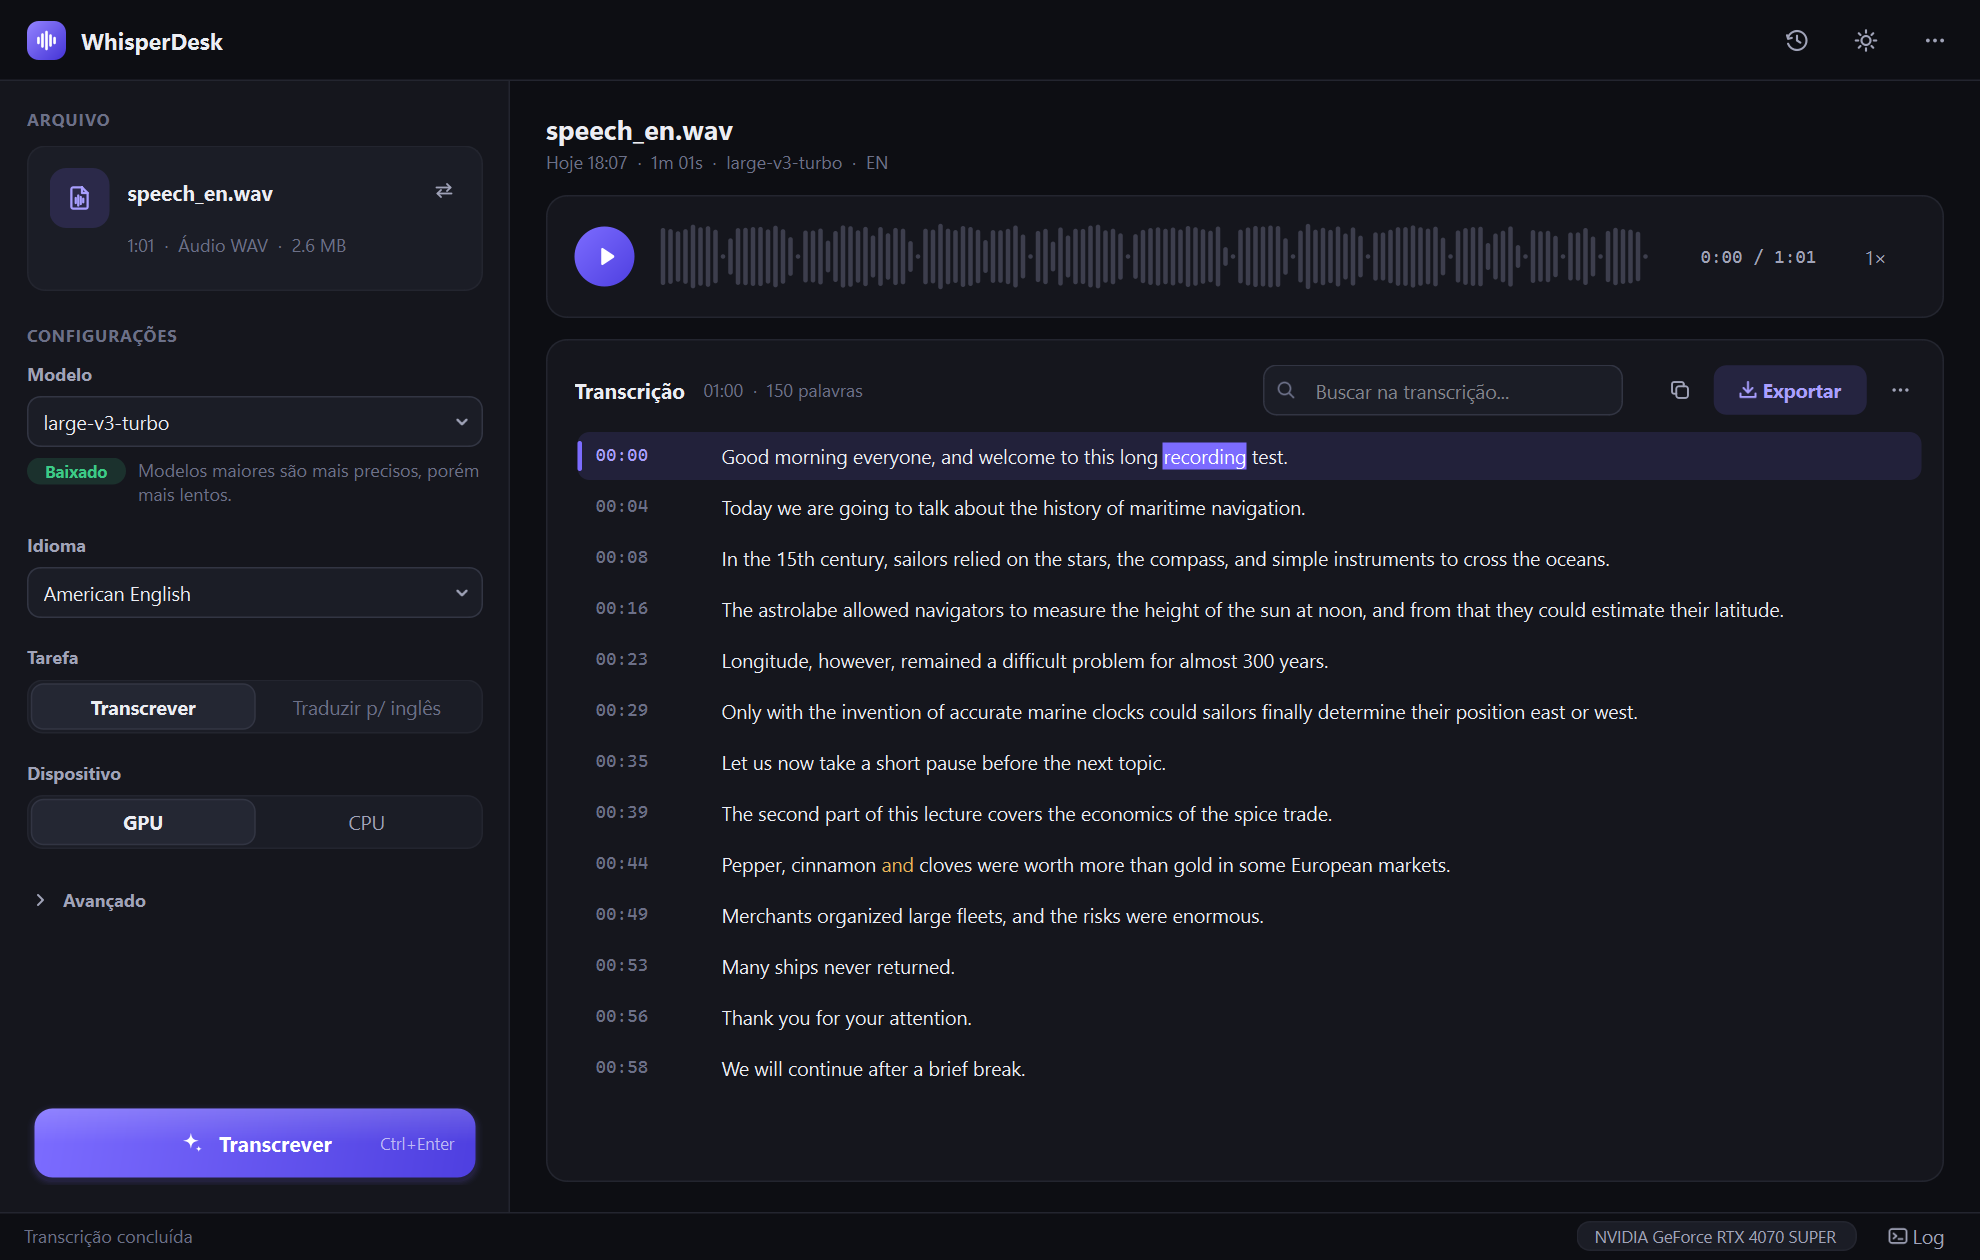 WhisperDesk
ARQUIVO
speech_en.wav
1:01 · Áudio WAV · 2.6 MB
CONFIGURAÇÕES
Modelo
large-v3-turbo
Baixado
Modelos maiores são mais precisos, porém
mais lentos.
Idioma
American English
Tarefa
Transcrever Traduzir p/ inglês
Dispositivo
GPU CPU
Avançado
Transcrever Ctrl+Enter
speech_en.wav
Hoje 18:07 · 1m 01s · large-v3-turbo · EN
0:00 / 1:01 1×
Transcrição 01:00 · 150 palavras Buscar na transcrição... Exportar
00:00 Good morning everyone, and welcome to this long recording test.
00:04 Today we are going to talk about the history of maritime navigation.
00:08 In the 15th century, sailors relied on the stars, the compass, and simple instruments to cross the oceans.
00:16 The astrolabe allowed navigators to measure the height of the sun at noon, and from that they could estimate their latitude.
00:23 Longitude, however, remained a difficult problem for almost 300 years.
00:29 Only with the invention of accurate marine clocks could sailors finally determine their position east or west.
00:35 Let us now take a short pause before the next topic.
00:39 The second part of this lecture covers the economics of the spice trade.
00:44 Pepper, cinnamon and cloves were worth more than gold in some European markets.
00:49 Merchants organized large fleets, and the risks were enormous.
00:53 Many ships never returned.
00:56 Thank you for your attention.
00:58 We will continue after a brief break.
Transcrição concluída NVIDIA GeForce RTX 4070 SUPER Log